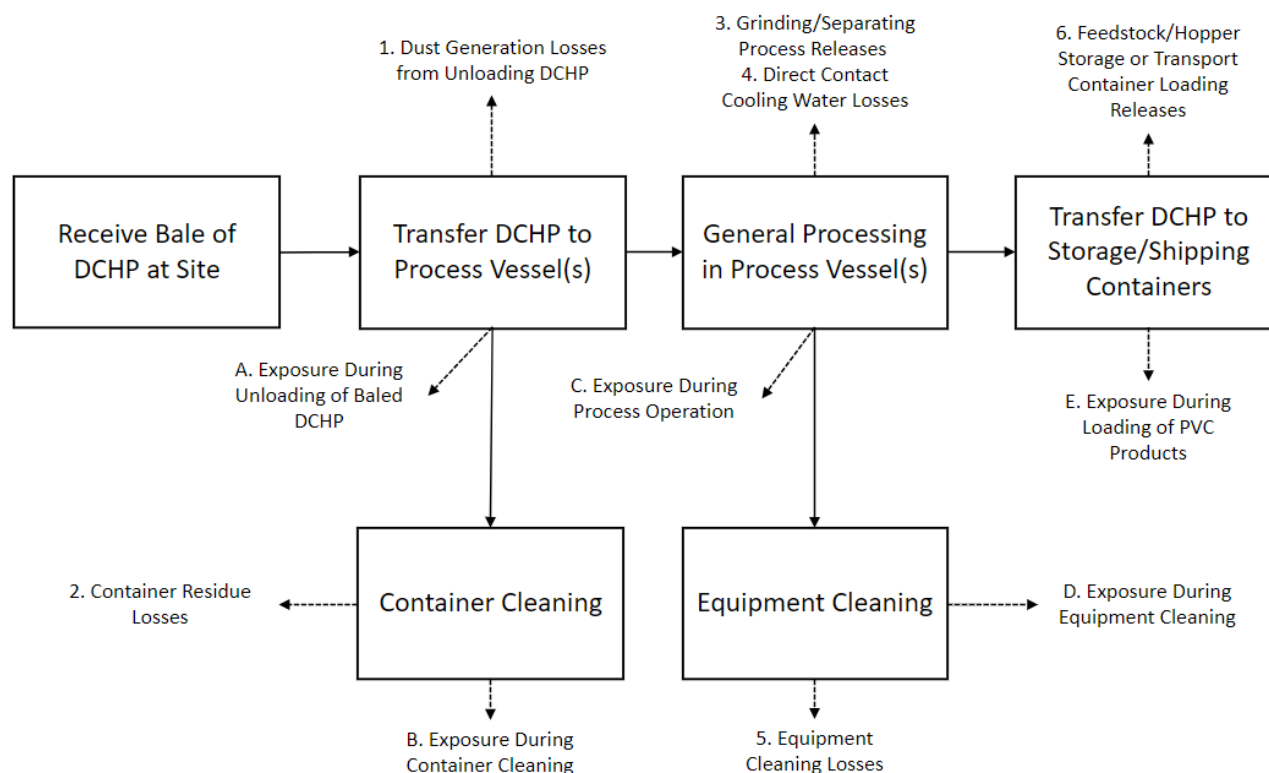 1. Dust Generation Losses
from Unloading DCHP
3. Grinding/Separating
Process Releases
4. Direct Contact
Cooling Water Losses
6. Feedstock/Hopper
Storage or Transport
Container Loading
Releases
Receive Bale of
DCHP at Site
Transfer DCHP to
Process Vessel(s)
General Processing
in Process Vessel(s)
Transfer DCHP to
Storage/Shipping
Containers
A. Exposure During
Unloading of Baled
DCHP
C. Exposure During
Process Operation
E. Exposure During
Loading of PVC
Products
2. Container Residue
Losses
Container Cleaning
Equipment Cleaning
D. Exposure During
Equipment Cleaning
B. Exposure During
Container Cleaning
5. Equipment
Cleaning Losses